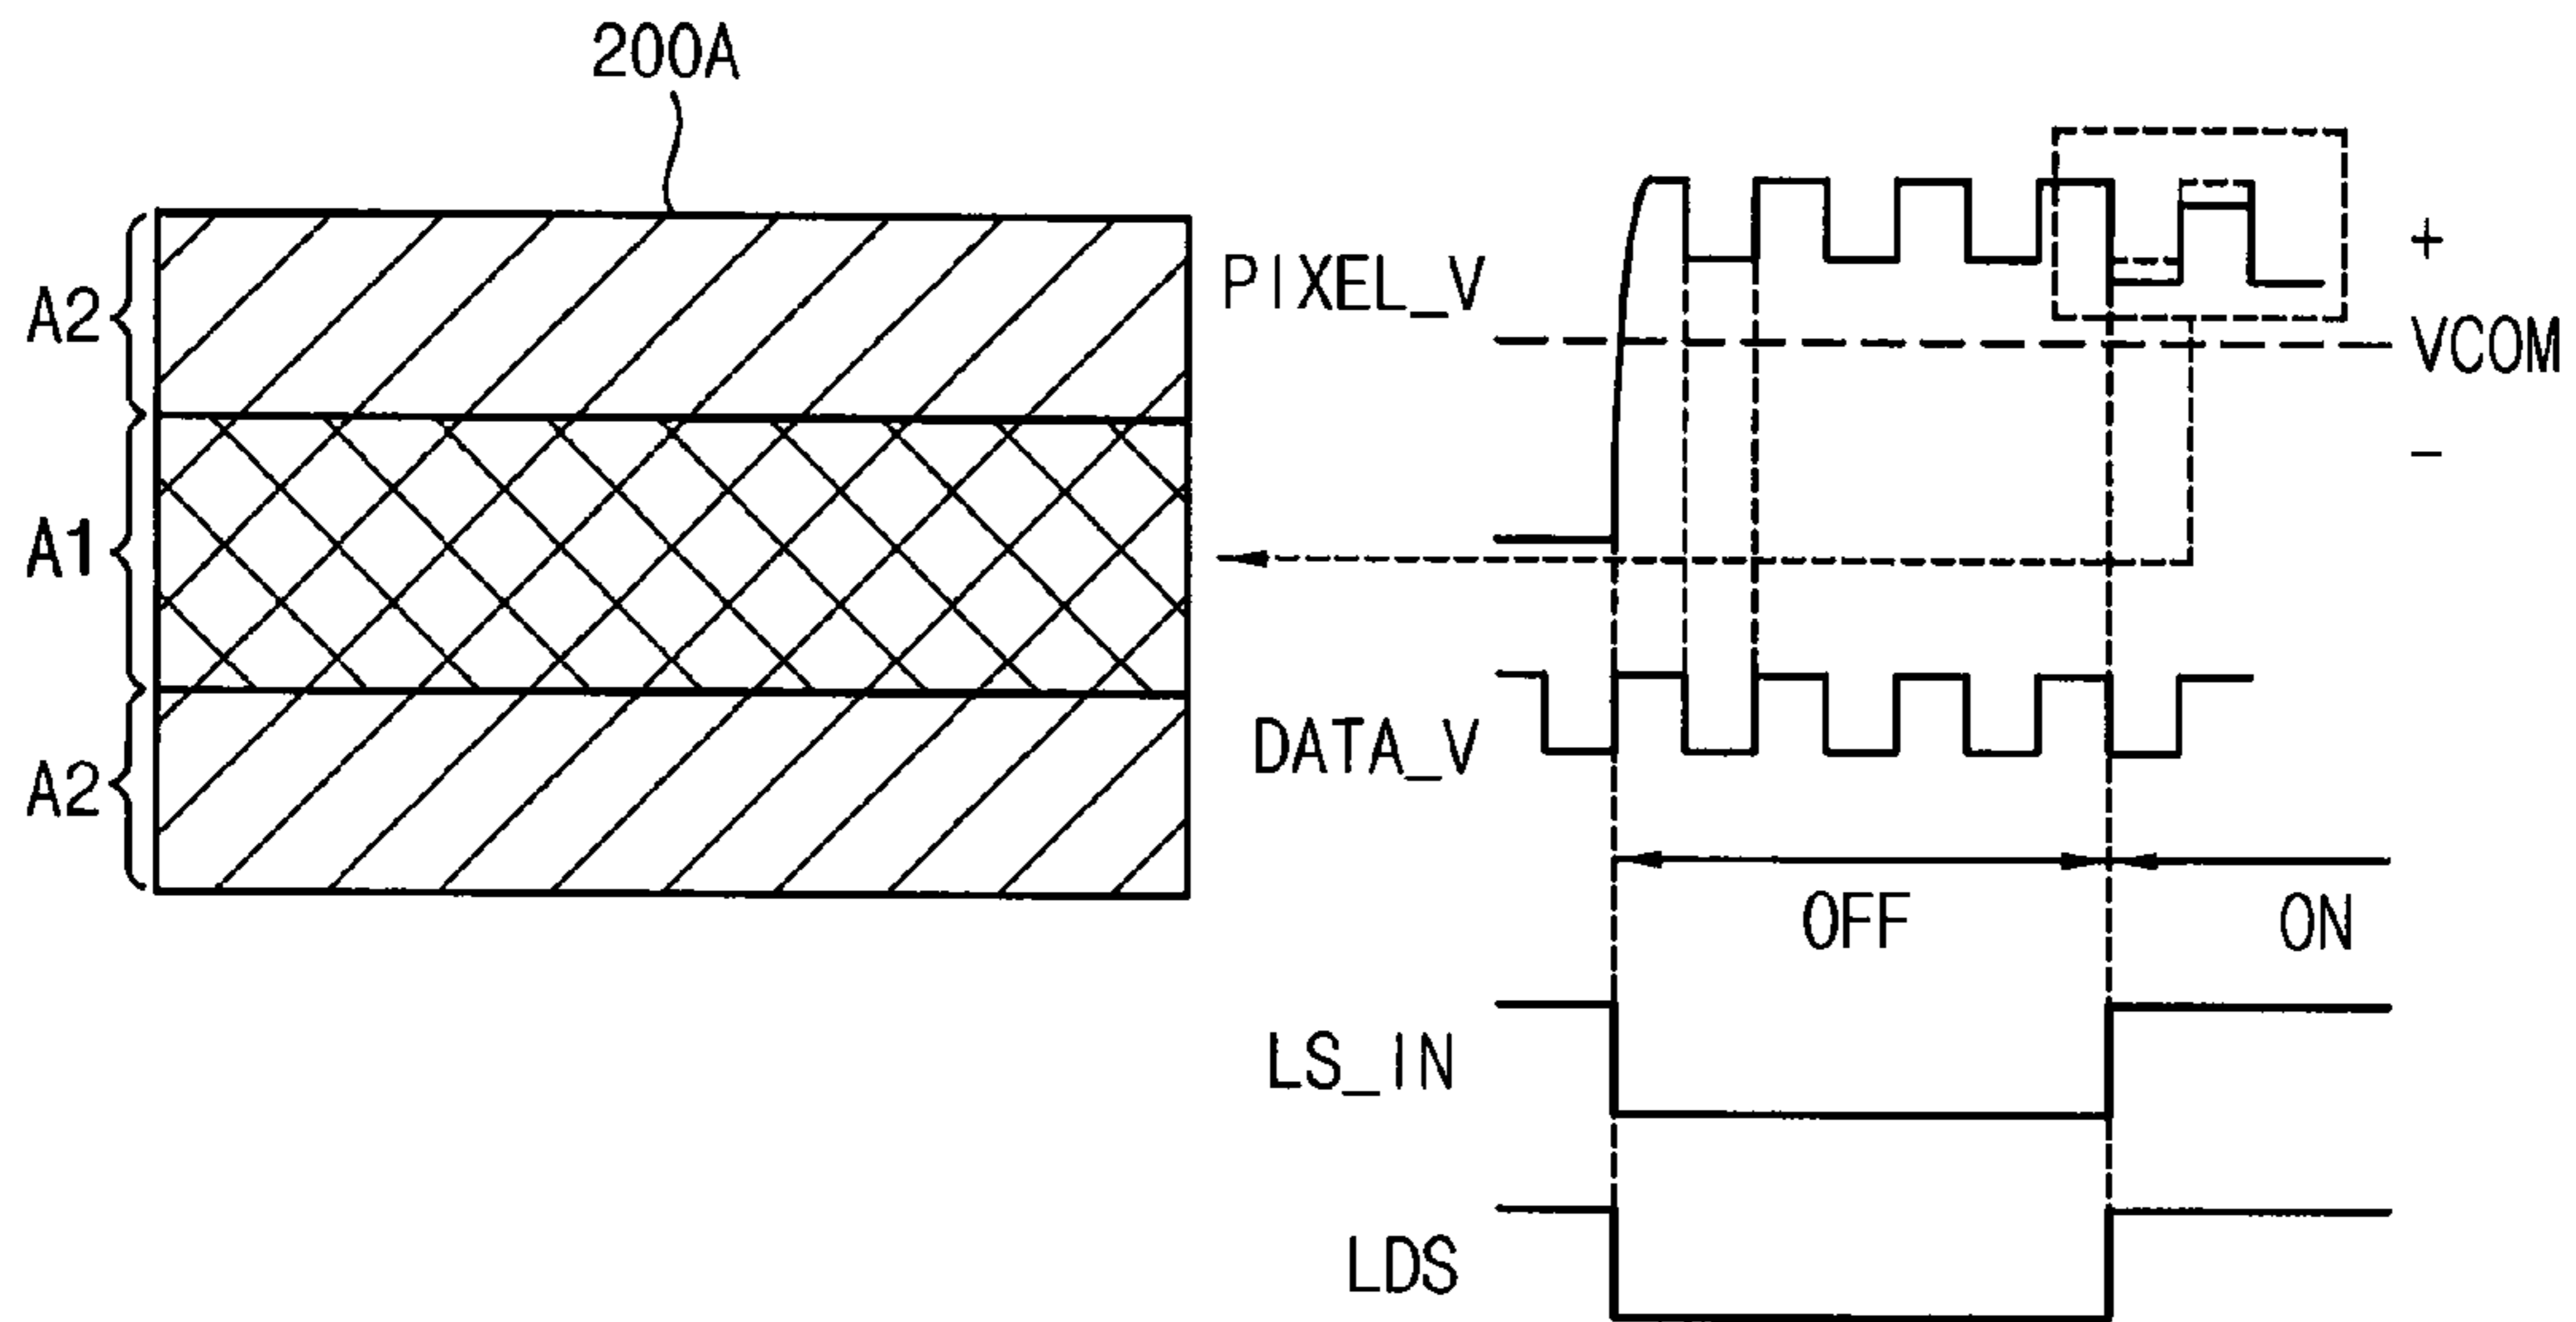 200A
A2
A1
A2
PIXEL_V
+
VCOM
-
DATA_V
OFF
ON
LS_IN
LDS